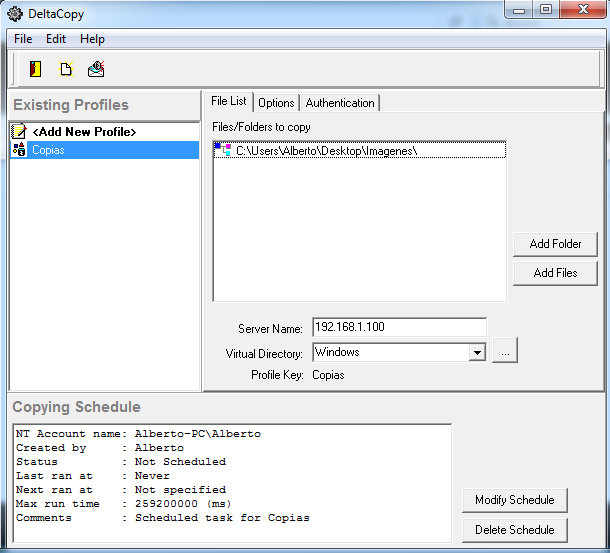 DeltaCopy
File Edit Help
Existing Profiles
<Add New Profile>
Copias
File List Options Authentication
Files/Folders to copy
C:\Users\Alberto\Desktop\Imagenes\
Add Folder
Add Files
Server Name: 192.168.1.100
Virtual Directory: Windows ...
Profile Key: Copias
Copying Schedule
NT Account name: Alberto-PC\Alberto
Created by : Alberto
Status : Not Scheduled
Last ran at : Never
Next ran at : Not specified
Max run time : 259200000 (ms)
Comments : Scheduled task for Copias
Modify Schedule
Delete Schedule